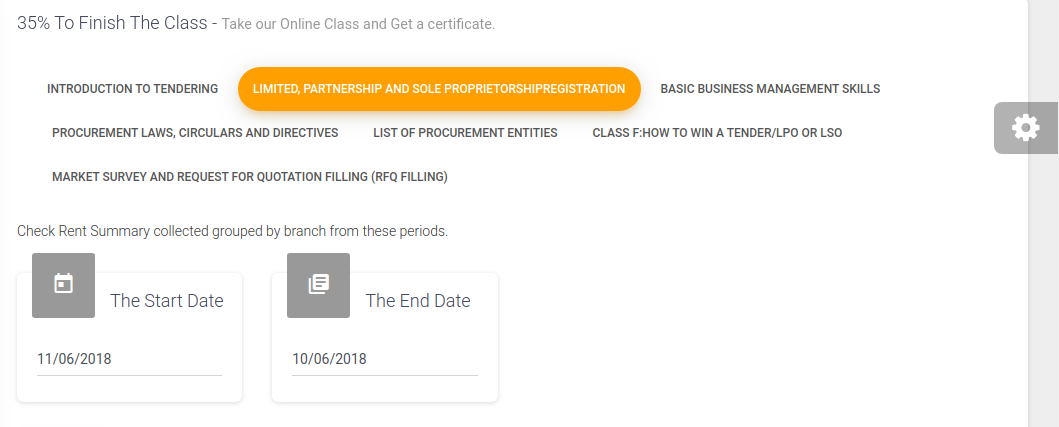 35% To Finish The Class - Take our Online Class and Get a certificate.
INTRODUCTION TO TENDERING LIMITED, PARTNERSHIP AND SOLE PROPRIETORSHIPREGISTRATION BASIC BUSINESS MANAGEMENT SKILLS
PROCUREMENT LAWS, CIRCULARS AND DIRECTIVES LIST OF PROCUREMENT ENTITIES CLASS F:HOW TO WIN A TENDER/LPO OR LSO
MARKET SURVEY AND REQUEST FOR QUOTATION FILLING (RFQ FILLING)
Check Rent Summary collected grouped by branch from these periods.
The Start Date
11/06/2018
The End Date
10/06/2018